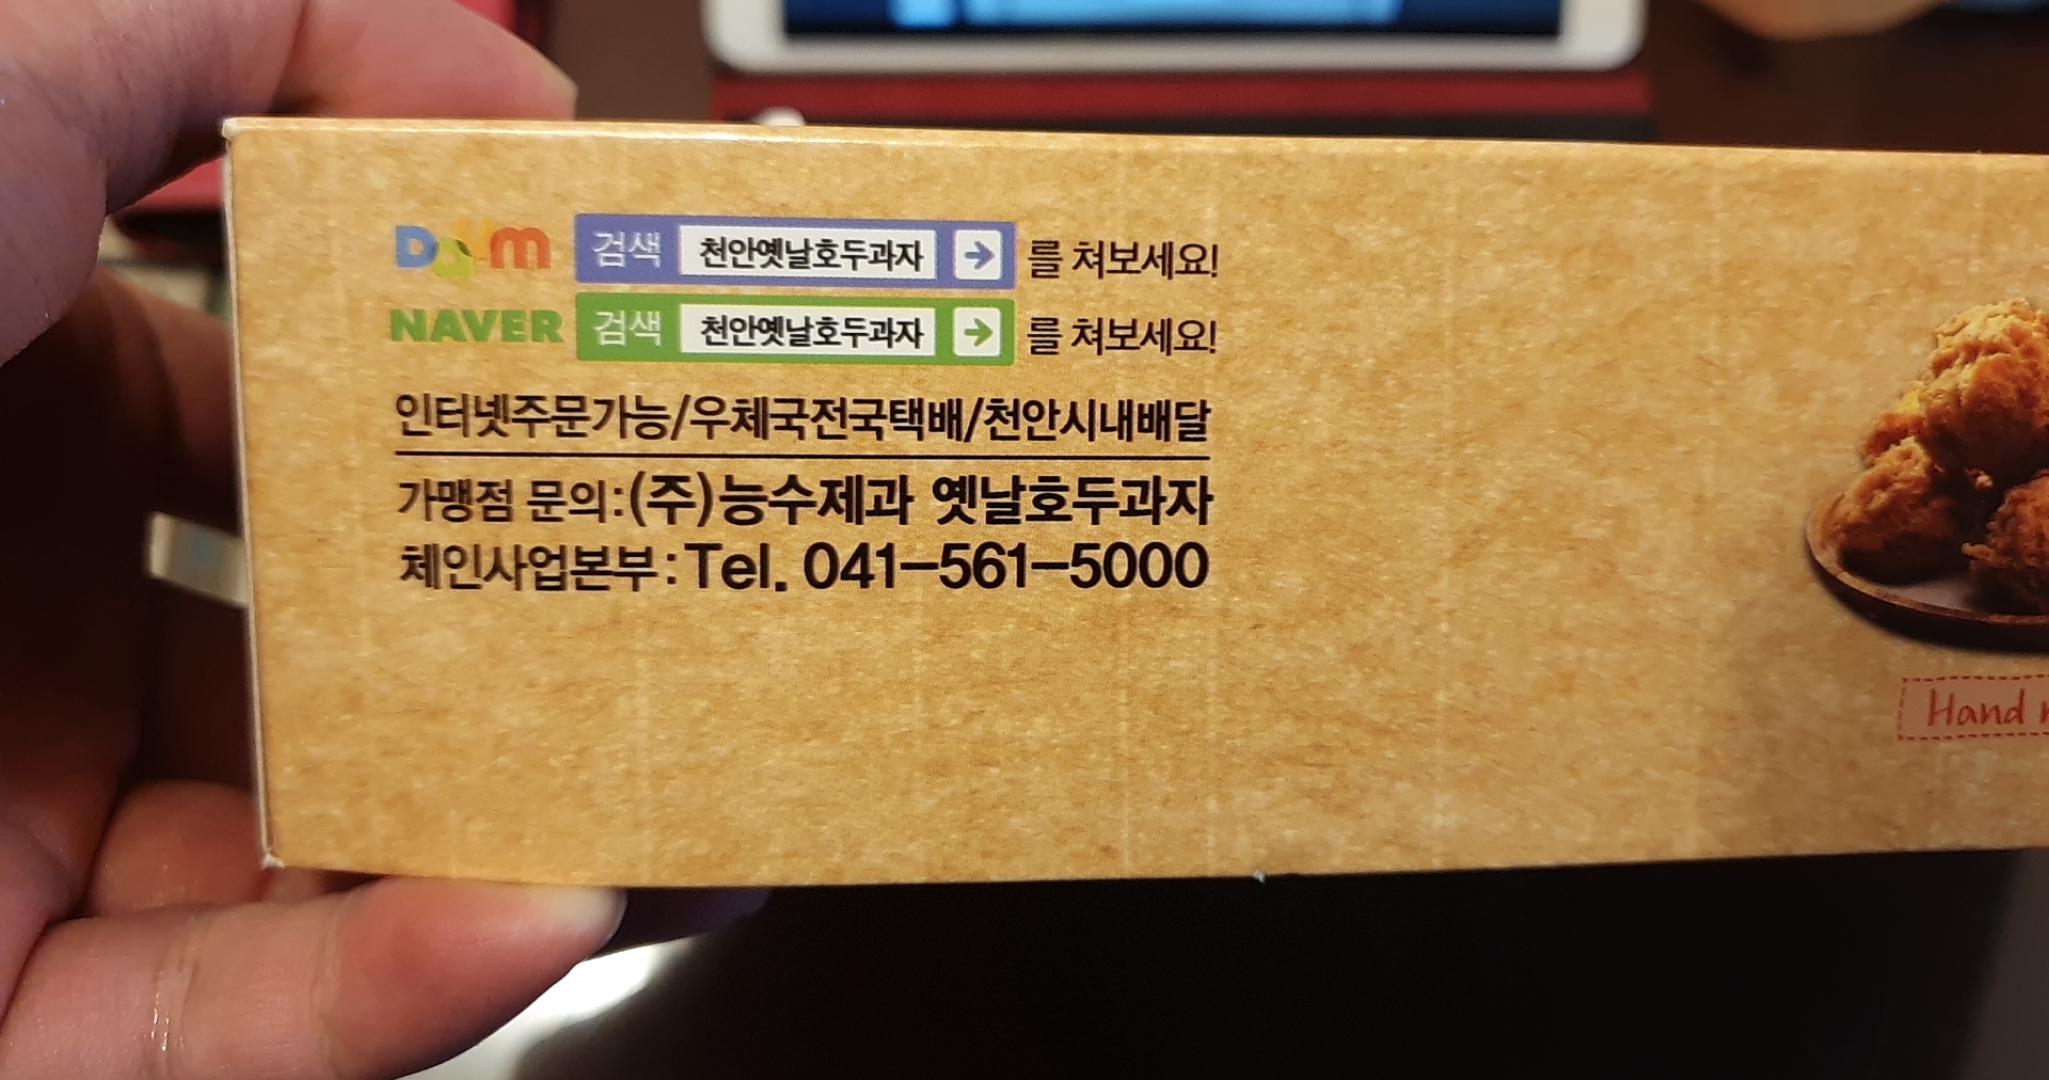 Daum 검색 천안옛날호두과자 → 를 쳐보세요!
NAVER 검색 천안옛날호두과자 → 를 쳐보세요!
인터넷주문가능/우체국전국택배/천안시내배달
가맹점 문의:(주)능수제과 옛날호두과자
체인사업본부:Tel. 041-561-5000
Hand